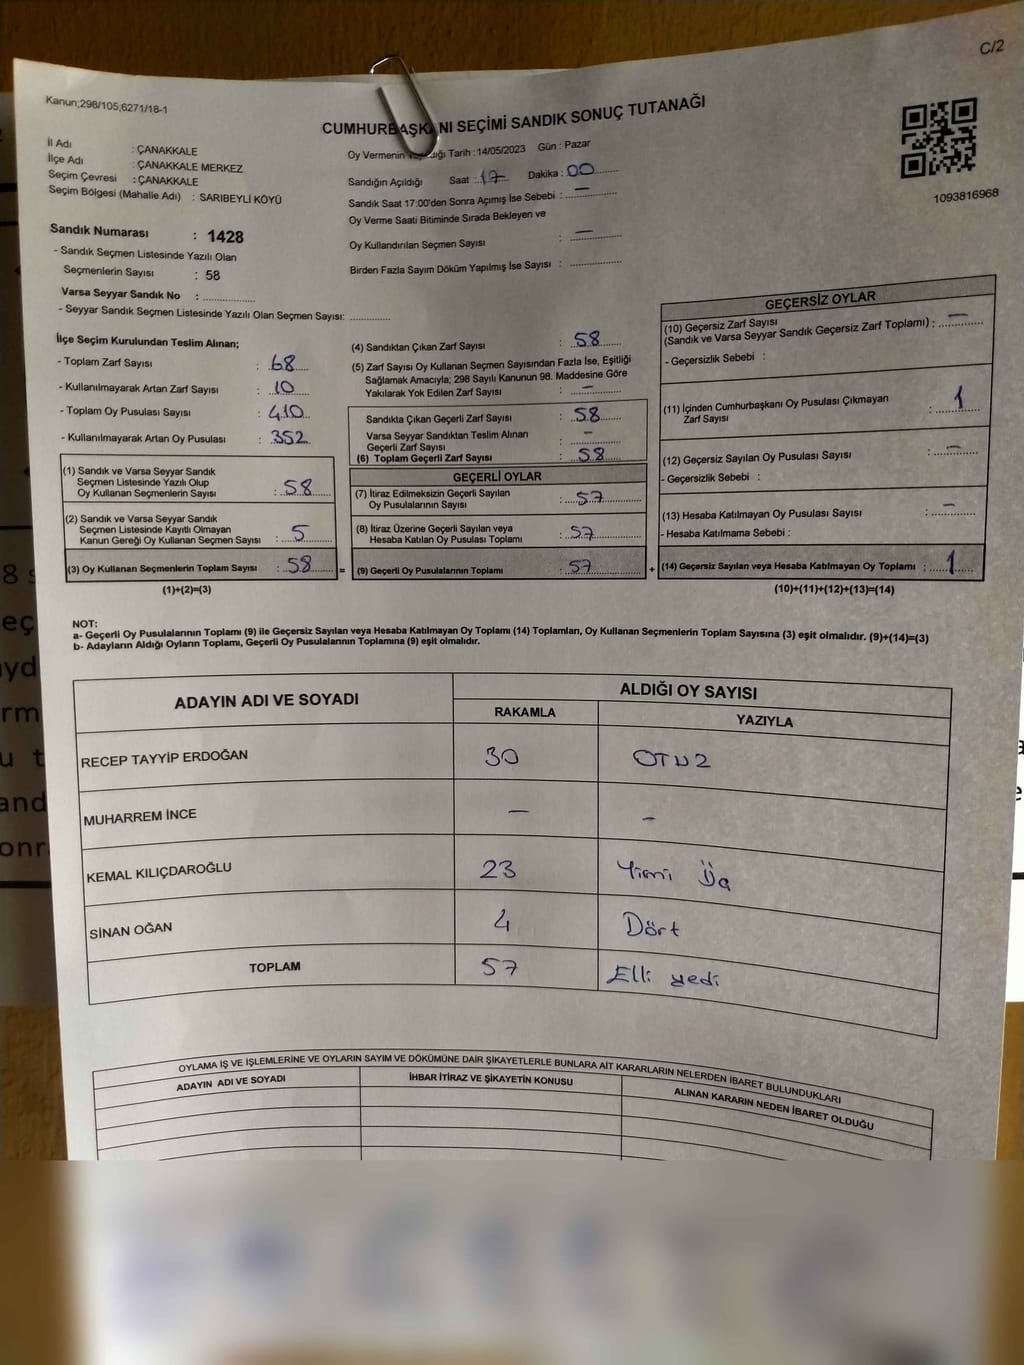 C/2
Kanun;298/105;6271/18-1
CUMHURBAŞKANI SEÇİMİ SANDIK SONUÇ TUTANAĞI
1093816968
İl Adı : ÇANAKKALE
İlçe Adı : ÇANAKKALE MERKEZ
Seçim Çevresi : ÇANAKKALE
Seçim Bölgesi (Mahalle Adı) : SARIBEYLİ KÖYÜ
Sandık Numarası : 1428
- Sandık Seçmen Listesinde Yazılı Olan
Seçmenlerin Sayısı : 58
Varsa Seyyar Sandık No : ................
- Seyyar Sandık Seçmen Listesinde Yazılı Olan Seçmen Sayısı: ............
Oy Vermenin Tarih : 14/05/2023 Gün : Pazar
Sandığın Açıldığı Saat : 17 Dakika : 00
Sandık Saat 17:00'den Sonra Açımış İse Sebebi : —
Oy Verme Saati Bitiminde Sırada Bekleyen ve
Oy Kullandırılan Seçmen Sayısı : —
Birden Fazla Sayım Döküm Yapılmış İse Sayısı : ................
İlçe Seçim Kurulundan Teslim Alınan;
- Toplam Zarf Sayısı : 68
- Kullanılmayarak Artan Zarf Sayısı : 10
- Toplam Oy Pusulası Sayısı : 410
- Kullanılmayarak Artan Oy Pusulası : 352
(1) Sandık ve Varsa Seyyar Sandık
Seçmen Listesinde Yazılı Olup
Oy Kullanan Seçmenlerin Sayısı : 58
(2) Sandık ve Varsa Seyyar Sandık
Seçmen Listesinde Kayıtlı Olmayan
Kanun Gereği Oy Kullanan Seçmen Sayısı : 5
(3) Oy Kullanan Seçmenlerin Toplam Sayısı : 58 =
(1)+(2)=(3)
(4) Sandıktan Çıkan Zarf Sayısı : 58
(5) Zarf Sayısı Oy Kullanan Seçmen Sayısından Fazla İse, Eşitliği
Sağlamak Amacıyla; 298 Sayılı Kanunun 98. Maddesine Göre
Yakılarak Yok Edilen Zarf Sayısı : —
Sandıkta Çıkan Geçerli Zarf Sayısı : 58
Varsa Seyyar Sandıktan Teslim Alınan
Geçerli Zarf Sayısı : —
(6) Toplam Geçerli Zarf Sayısı : 58
GEÇERLİ OYLAR
(7) İtiraz Edilmeksizin Geçerli Sayılan
Oy Pusulalarının Sayısı : 57
(8) İtiraz Üzerine Geçerli Sayılan veya
Hesaba Katılan Oy Pusulası Toplamı : 57
(9) Geçerli Oy Pusulalarının Toplamı : 57 +
GEÇERSİZ OYLAR
(10) Geçersiz Zarf Sayısı
(Sandık ve Varsa Seyyar Sandık Geçersiz Zarf Toplamı) : —
- Geçersizlik Sebebi :
(11) İçinden Cumhurbaşkanı Oy Pusulası Çıkmayan
Zarf Sayısı : 1
(12) Geçersiz Sayılan Oy Pusulası Sayısı : —
- Geçersizlik Sebebi :
(13) Hesaba Katılmayan Oy Pusulası Sayısı : —
- Hesaba Katılmama Sebebi :
(14) Geçersiz Sayılan veya Hesaba Katılmayan Oy Toplamı : 1
(10)+(11)+(12)+(13)=(14)
NOT:
a- Geçerli Oy Pusulalarının Toplamı (9) ile Geçersiz Sayılan veya Hesaba Katılmayan Oy Toplamı (14) Toplamları, Oy Kullanan Seçmenlerin Toplam Sayısına (3) eşit olmalıdır. (9)+(14)=(3)
b- Adayların Aldığı Oyların Toplamı, Geçerli Oy Pusulalarının Toplamına (9) eşit olmalıdır.
ADAYIN ADI VE SOYADI ALDIĞI OY SAYISI
RAKAMLA YAZIYLA
RECEP TAYYİP ERDOĞAN 30 OTUZ
MUHARREM İNCE — —
KEMAL KILIÇDAROĞLU 23 Yirmi Üç
SİNAN OĞAN 4 Dört
TOPLAM 57 Elli yedi
OYLAMA İŞ VE İŞLEMLERİNE VE OYLARIN SAYIM VE DÖKÜMÜNE DAİR ŞİKAYETLERLE BUNLARA AİT KARARLARIN NELERDEN İBARET BULUNDUKLARI
ADAYIN ADI VE SOYADI İHBAR İTİRAZ VE ŞİKAYETİN KONUSU ALINAN KARARIN NEDEN İBARET OLDUĞU